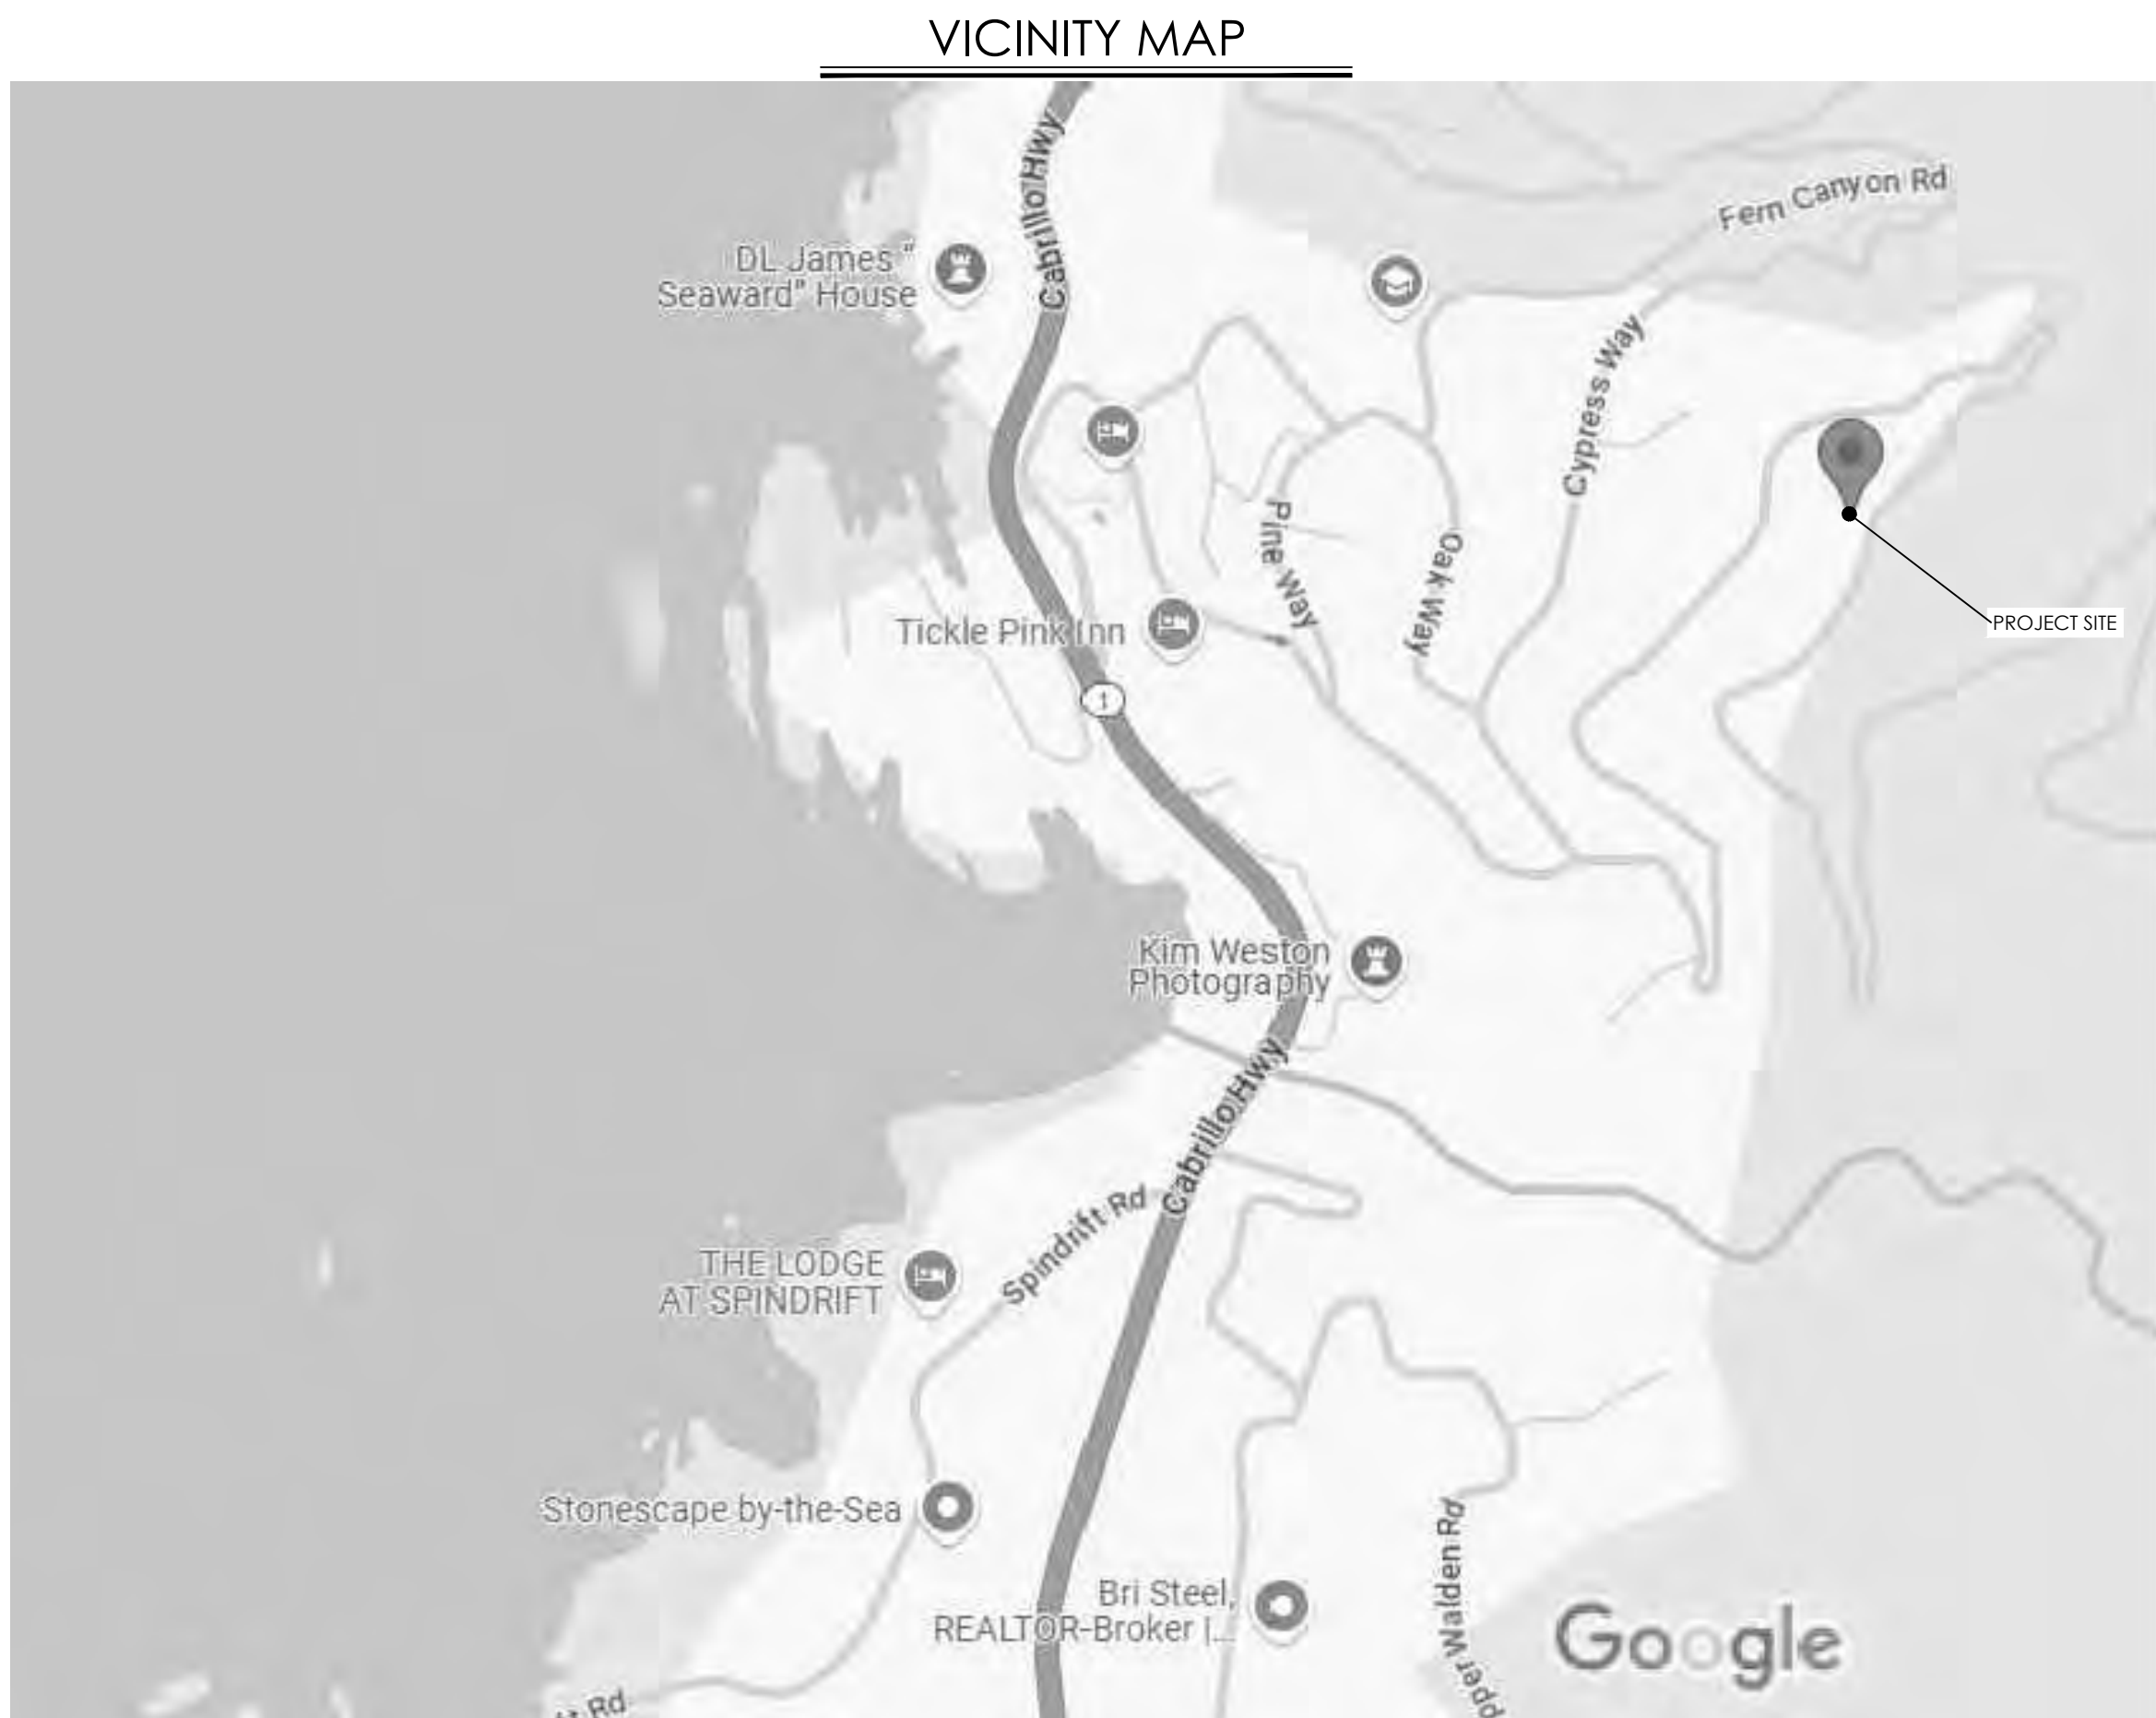 VICINITY MAP
Cabrillo Hwy
Fern Canyon Rd
DL James "
Seaward" House
Cypress Way
Pine Way
Oak Way
Tickle Pink Inn
PROJECT SITE
1
Kim Weston
Photography
Cabrillo Hwy
Spindrift Rd
THE LODGE
AT SPINDRIFT
Stonescape by-the-Sea
Bri Steel,
REALTOR-Broker |...
pper Walden Rd
Google
t Rd